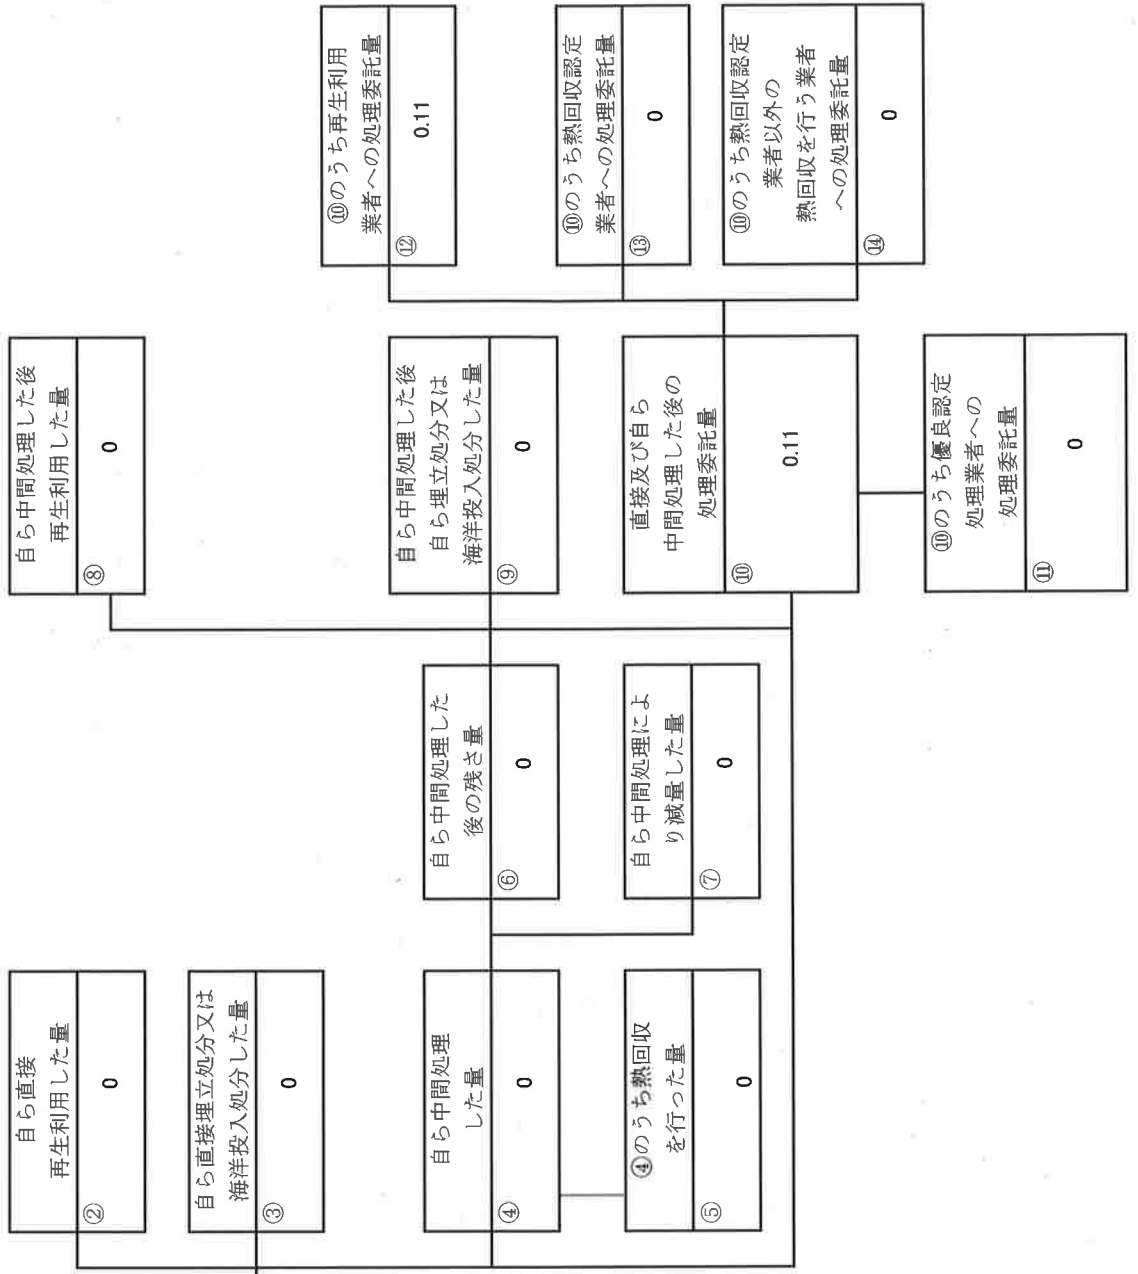 自ら直接
再生利用した量
②
0
自ら直接埋立処分又は
海洋投入処分した量
③
0
自ら中間処理
した量
④
0
④のうち熱回収
を行った量
⑤
0
自ら中間処理した
後の残さ量
⑥
0
自ら中間処理によ
り減量した量
⑦
0
自ら中間処理した後
再生利用した量
⑧
0
自ら中間処理した後
自ら埋立処分又は
海洋投入処分した量
⑨
0
直接及び自ら
中間処理した後の
処理委託量
⑩
0.11
⑩のうち優良認定
処理業者への
処理委託量
⑪
0
⑩のうち再生利用
業者への処理委託量
⑫
0.11
⑩のうち熱回収認定
業者への処理委託量
⑬
0
⑩のうち熱回収認定
業者以外の
熱回収を行う業者
への処理委託量
⑭
0